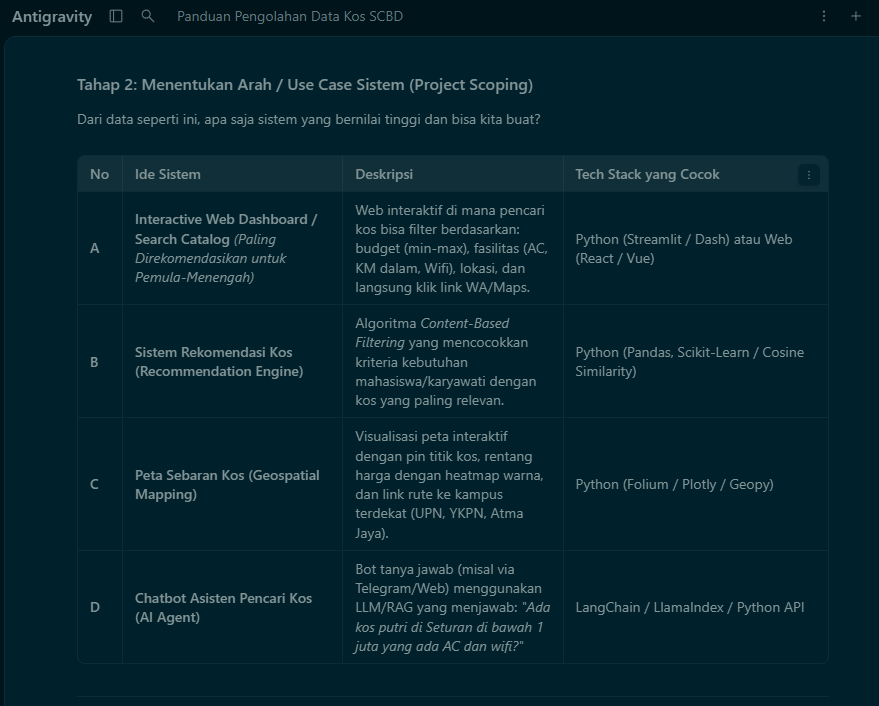 Antigravity
Panduan Pengolahan Data Kos SCBD
Tahap 2: Menentukan Arah / Use Case Sistem (Project Scoping)
Dari data seperti ini, apa saja sistem yang bernilai tinggi dan bisa kita buat?
No
Ide Sistem
Deskripsi
Tech Stack yang Cocok
A
Interactive Web Dashboard /
Search Catalog (Paling
Direkomendasikan untuk
Pemula-Menengah)
Web interaktif di mana pencari
kos bisa filter berdasarkan:
budget (min-max), fasilitas (AC,
KM dalam, Wifi), lokasi, dan
langsung klik link WA/Maps.
Python (Streamlit / Dash) atau Web
(React / Vue)
B
Sistem Rekomendasi Kos
(Recommendation Engine)
Algoritma Content-Based
Filtering yang mencocokkan
kriteria kebutuhan
mahasiswa/karyawati dengan
kos yang paling relevan.
Python (Pandas, Scikit-Learn / Cosine
Similarity)
C
Peta Sebaran Kos (Geospatial
Mapping)
Visualisasi peta interaktif
dengan pin titik kos, rentang
harga dengan heatmap warna,
dan link rute ke kampus
terdekat (UPN, YKPN, Atma
Jaya).
Python (Folium / Plotly / Geopy)
D
Chatbot Asisten Pencari Kos
(AI Agent)
Bot tanya jawab (misal via
Telegram/Web) menggunakan
LLM/RAG yang menjawab: "Ada
kos putri di Seturan di bawah 1
juta yang ada AC dan wifi?"
LangChain / LlamaIndex / Python API